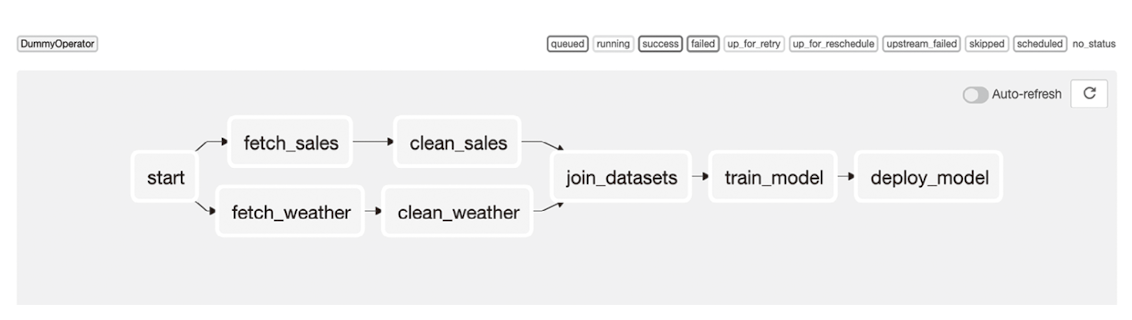 DummyOperator queued running success failed up_for_retry up_for_reschedule upstream_failed skipped scheduled no_status
Auto-refresh
fetch_sales clean_sales
start join_datasets train_model deploy_model
fetch_weather clean_weather